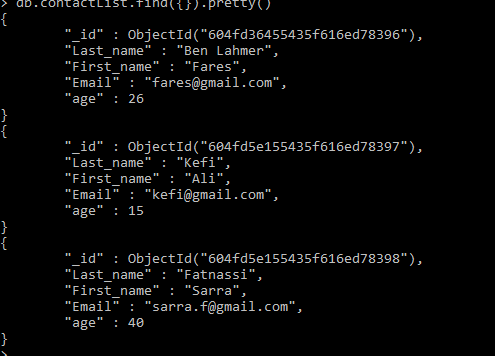 > db.contactList.find({}).pretty()
{
        "_id" : ObjectId("604fd36455435f616ed78396"),
        "Last_name" : "Ben Lahmer",
        "First_name" : "Fares",
        "Email" : "fares@gmail.com",
        "age" : 26
}
{
        "_id" : ObjectId("604fd5e155435f616ed78397"),
        "Last_name" : "Kefi",
        "First_name" : "Ali",
        "Email" : "kefi@gmail.com",
        "age" : 15
}
{
        "_id" : ObjectId("604fd5e155435f616ed78398"),
        "Last_name" : "Fatnassi",
        "First_name" : "Sarra",
        "Email" : "sarra.f@gmail.com",
        "age" : 40
}
>